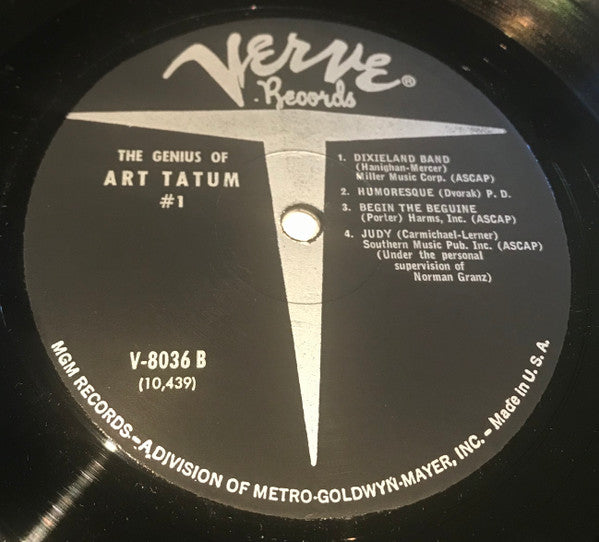 Verve®
Records
THE GENIUS OF
ART TATUM
#1
1. DIXIELAND BAND
(Hanighan-Mercer)
Miller Music Corp. (ASCAP)
2. HUMORESQUE (Dvorak) P. D.
3. BEGIN THE BEGUINE
(Porter) Harms, Inc. (ASCAP)
4. JUDY (Carmichael-Lerner)
Southern Music Pub. Inc. (ASCAP)
(Under the personal
supervision of
Norman Granz)
V-8036 B
(10,439)
MGM RECORDS—A DIVISION OF METRO-GOLDWYN-MAYER, INC. — Made in U. S. A.